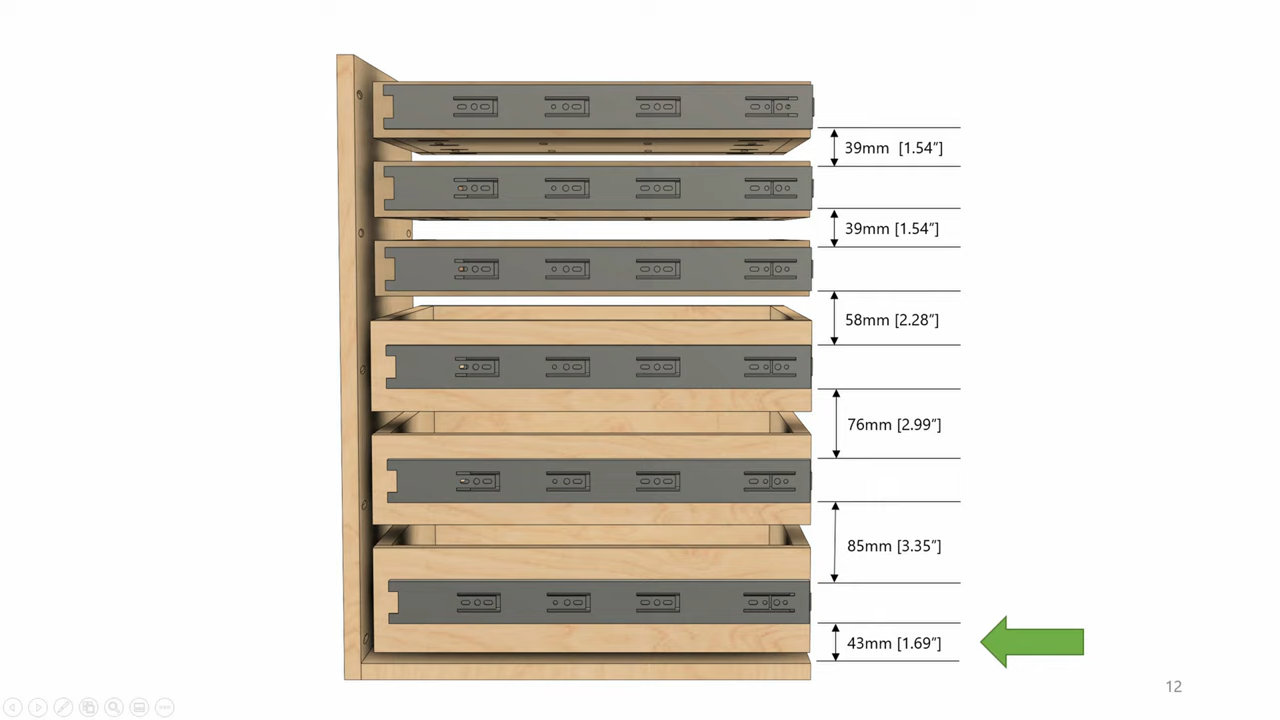 39mm  [1.54”]
39mm [1.54”]
58mm [2.28”]
76mm [2.99”]
85mm [3.35”]
43mm [1.69”]
12